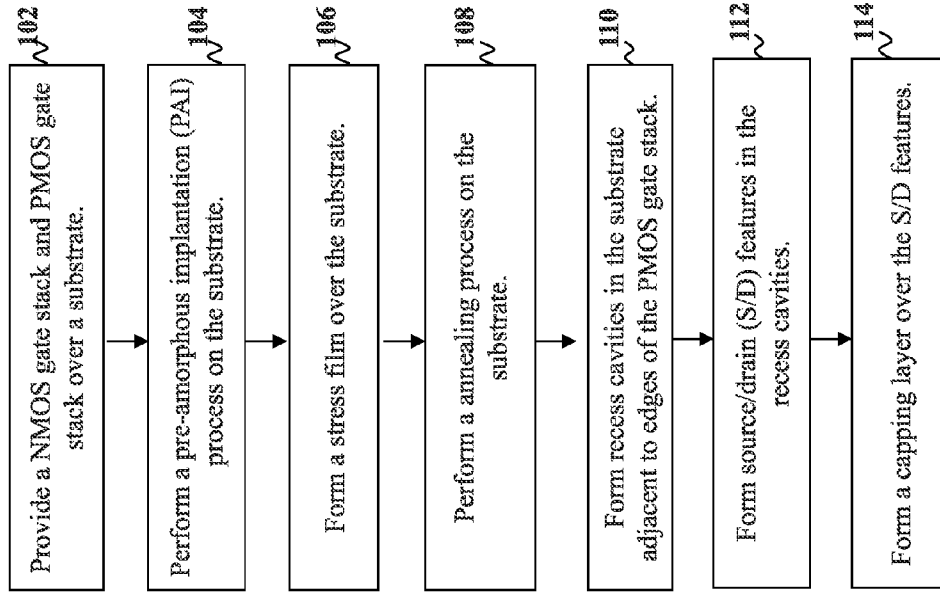 102
Provide a NMOS gate stack and PMOS gate
stack over a substrate.
104
Perform a pre-amorphous implantation (PAI)
process on the substrate.
106
Form a stress film over the substrate.
108
Perform a annealing process on the
substrate.
110
Form recess cavities in the substrate
adjacent to edges of the PMOS gate stack.
112
Form source/drain (S/D) features in the
recess cavities.
114
Form a capping layer over the S/D features.